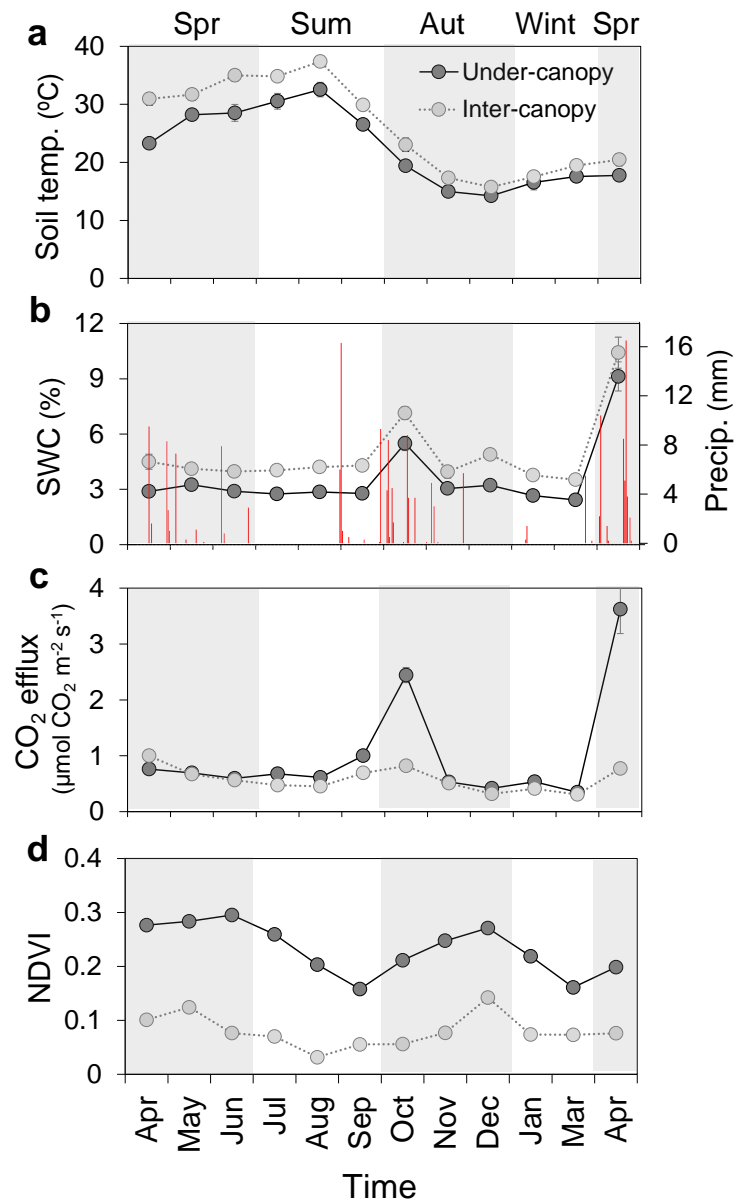 a
Spr Sum Aut Wint Spr
Soil temp. (ºC)
40
30
20
10
0
Under-canopy
Inter-canopy
b
SWC (%)
12
9
6
3
0
Precip. (mm)
16
12
8
4
0
c
CO2 efflux
(µmol CO2 m-2 s-1)
4
3
2
1
0
d
NDVI
0.4
0.3
0.2
0.1
0
Apr May Jun Jul Aug Sep Oct Nov Dec Jan Mar Apr
Time